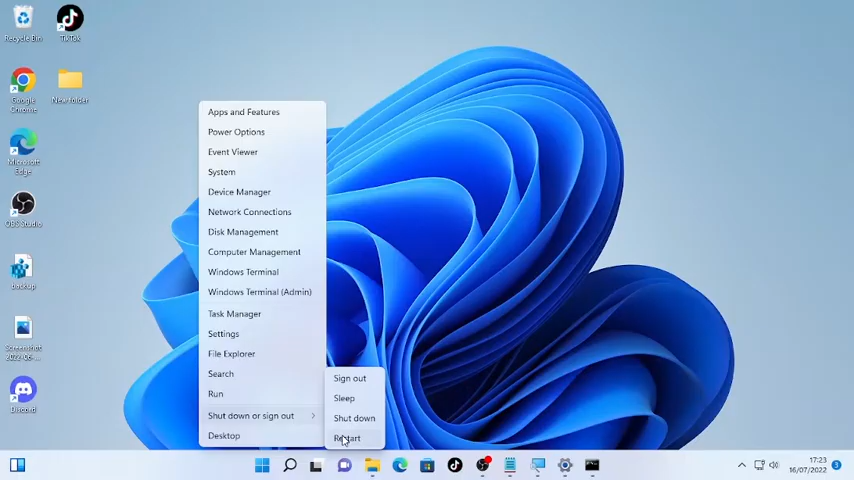 Recycle Bin
TikTok
Google
Chrome
New folder
Microsoft
Edge
OBS Studio
backup
Screenshot
2022-06-...
Discord
Apps and Features
Power Options
Event Viewer
System
Device Manager
Network Connections
Disk Management
Computer Management
Windows Terminal
Windows Terminal (Admin)
Task Manager
Settings
File Explorer
Search
Run
Shut down or sign out
Desktop
Sign out
Sleep
Shut down
Restart
17:23
16/07/2022
3